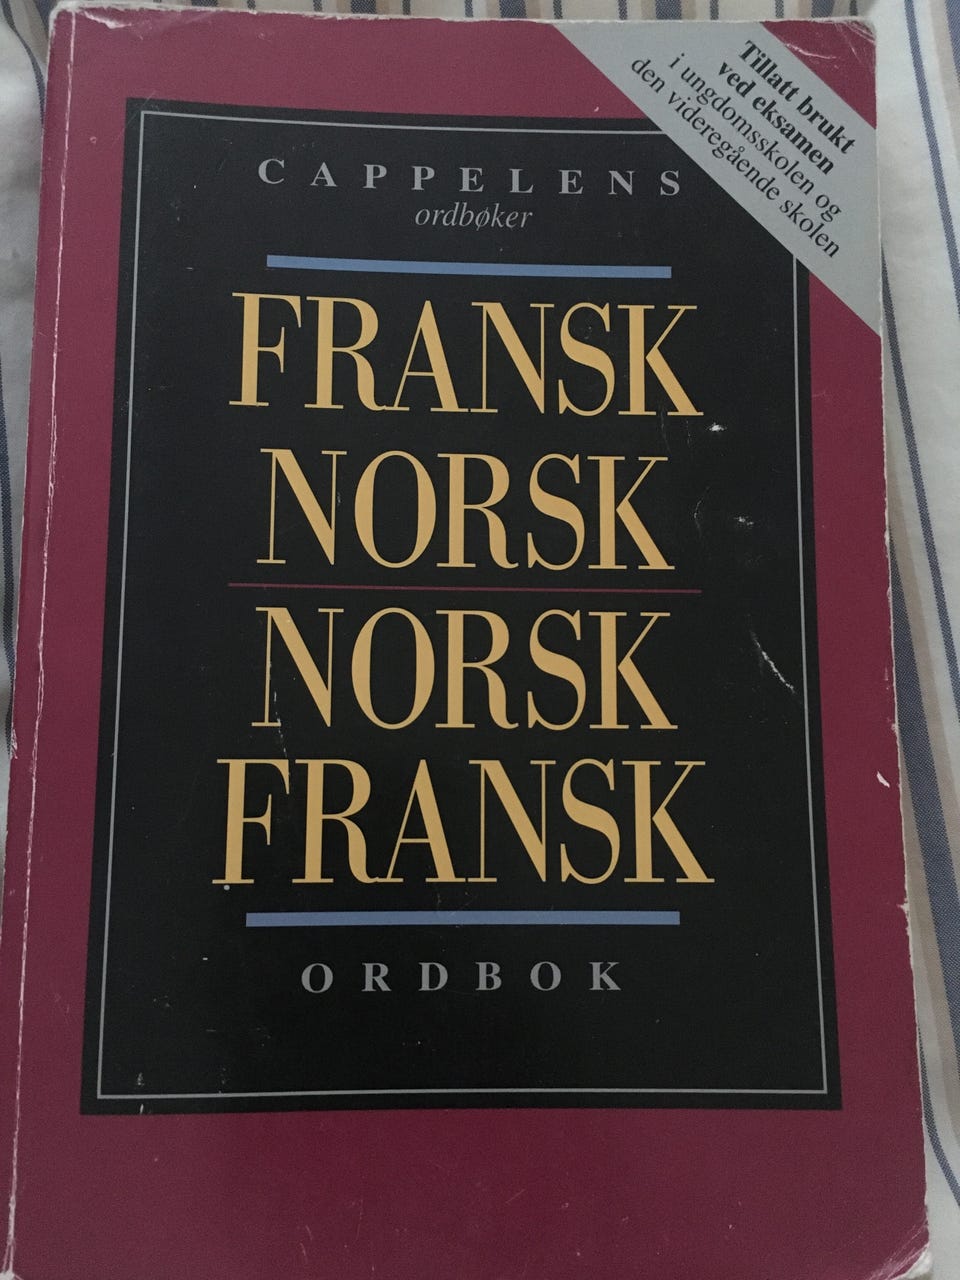 Tillatt brukt
ved eksamen
i ungdomsskolen og
den videregående skolen
CAPPELENS
ordbøker
FRANSK
NORSK
NORSK
FRANSK
ORDBOK